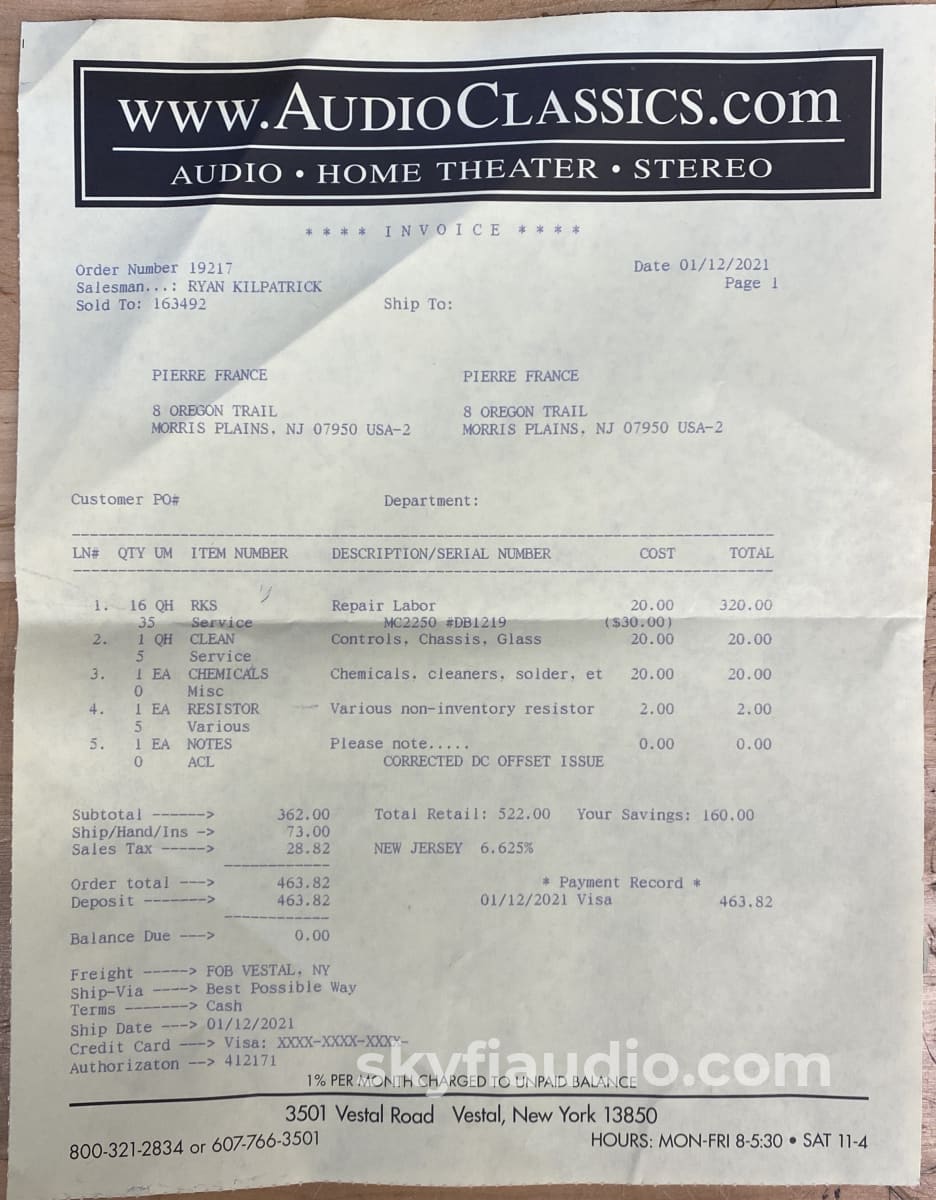 www.AudioClassics.com
AUDIO • HOME THEATER • STEREO
* * * * I N V O I C E * * * *
Order Number 19217 Date 01/12/2021
Salesman...: RYAN KILPATRICK Page 1
Sold To: 163492 Ship To:
PIERRE FRANCE PIERRE FRANCE
8 OREGON TRAIL 8 OREGON TRAIL
MORRIS PLAINS, NJ 07950 USA-2 MORRIS PLAINS, NJ 07950 USA-2
Customer PO# Department:
LN# QTY UM ITEM NUMBER DESCRIPTION/SERIAL NUMBER COST TOTAL
1. 16 QH RKS Repair Labor 20.00 320.00
35 Service MC2250 #DB1219 ($30.00)
2. 1 QH CLEAN Controls, Chassis, Glass 20.00 20.00
5 Service
3. 1 EA CHEMICALS Chemicals, cleaners, solder, et 20.00 20.00
0 Misc
4. 1 EA RESISTOR Various non-inventory resistor 2.00 2.00
5 Various
5. 1 EA NOTES Please note..... 0.00 0.00
0 ACL CORRECTED DC OFFSET ISSUE
Subtotal ------> 362.00 Total Retail: 522.00 Your Savings: 160.00
Ship/Hand/Ins -> 73.00
Sales Tax -----> 28.82 NEW JERSEY 6.625%
Order total ---> 463.82 * Payment Record *
Deposit -------> 463.82 01/12/2021 Visa 463.82
Balance Due ---> 0.00
Freight -----> FOB VESTAL, NY
Ship-Via ----> Best Possible Way
Terms -------> Cash
Ship Date ---> 01/12/2021
Credit Card ---> Visa: XXXX-XXXX-XXXX-
Authorizaton --> 412171
skyfiaudio.com
1% PER MONTH CHARGED TO UNPAID BALANCE
3501 Vestal Road Vestal, New York 13850
800-321-2834 or 607-766-3501 HOURS: MON-FRI 8-5:30 • SAT 11-4